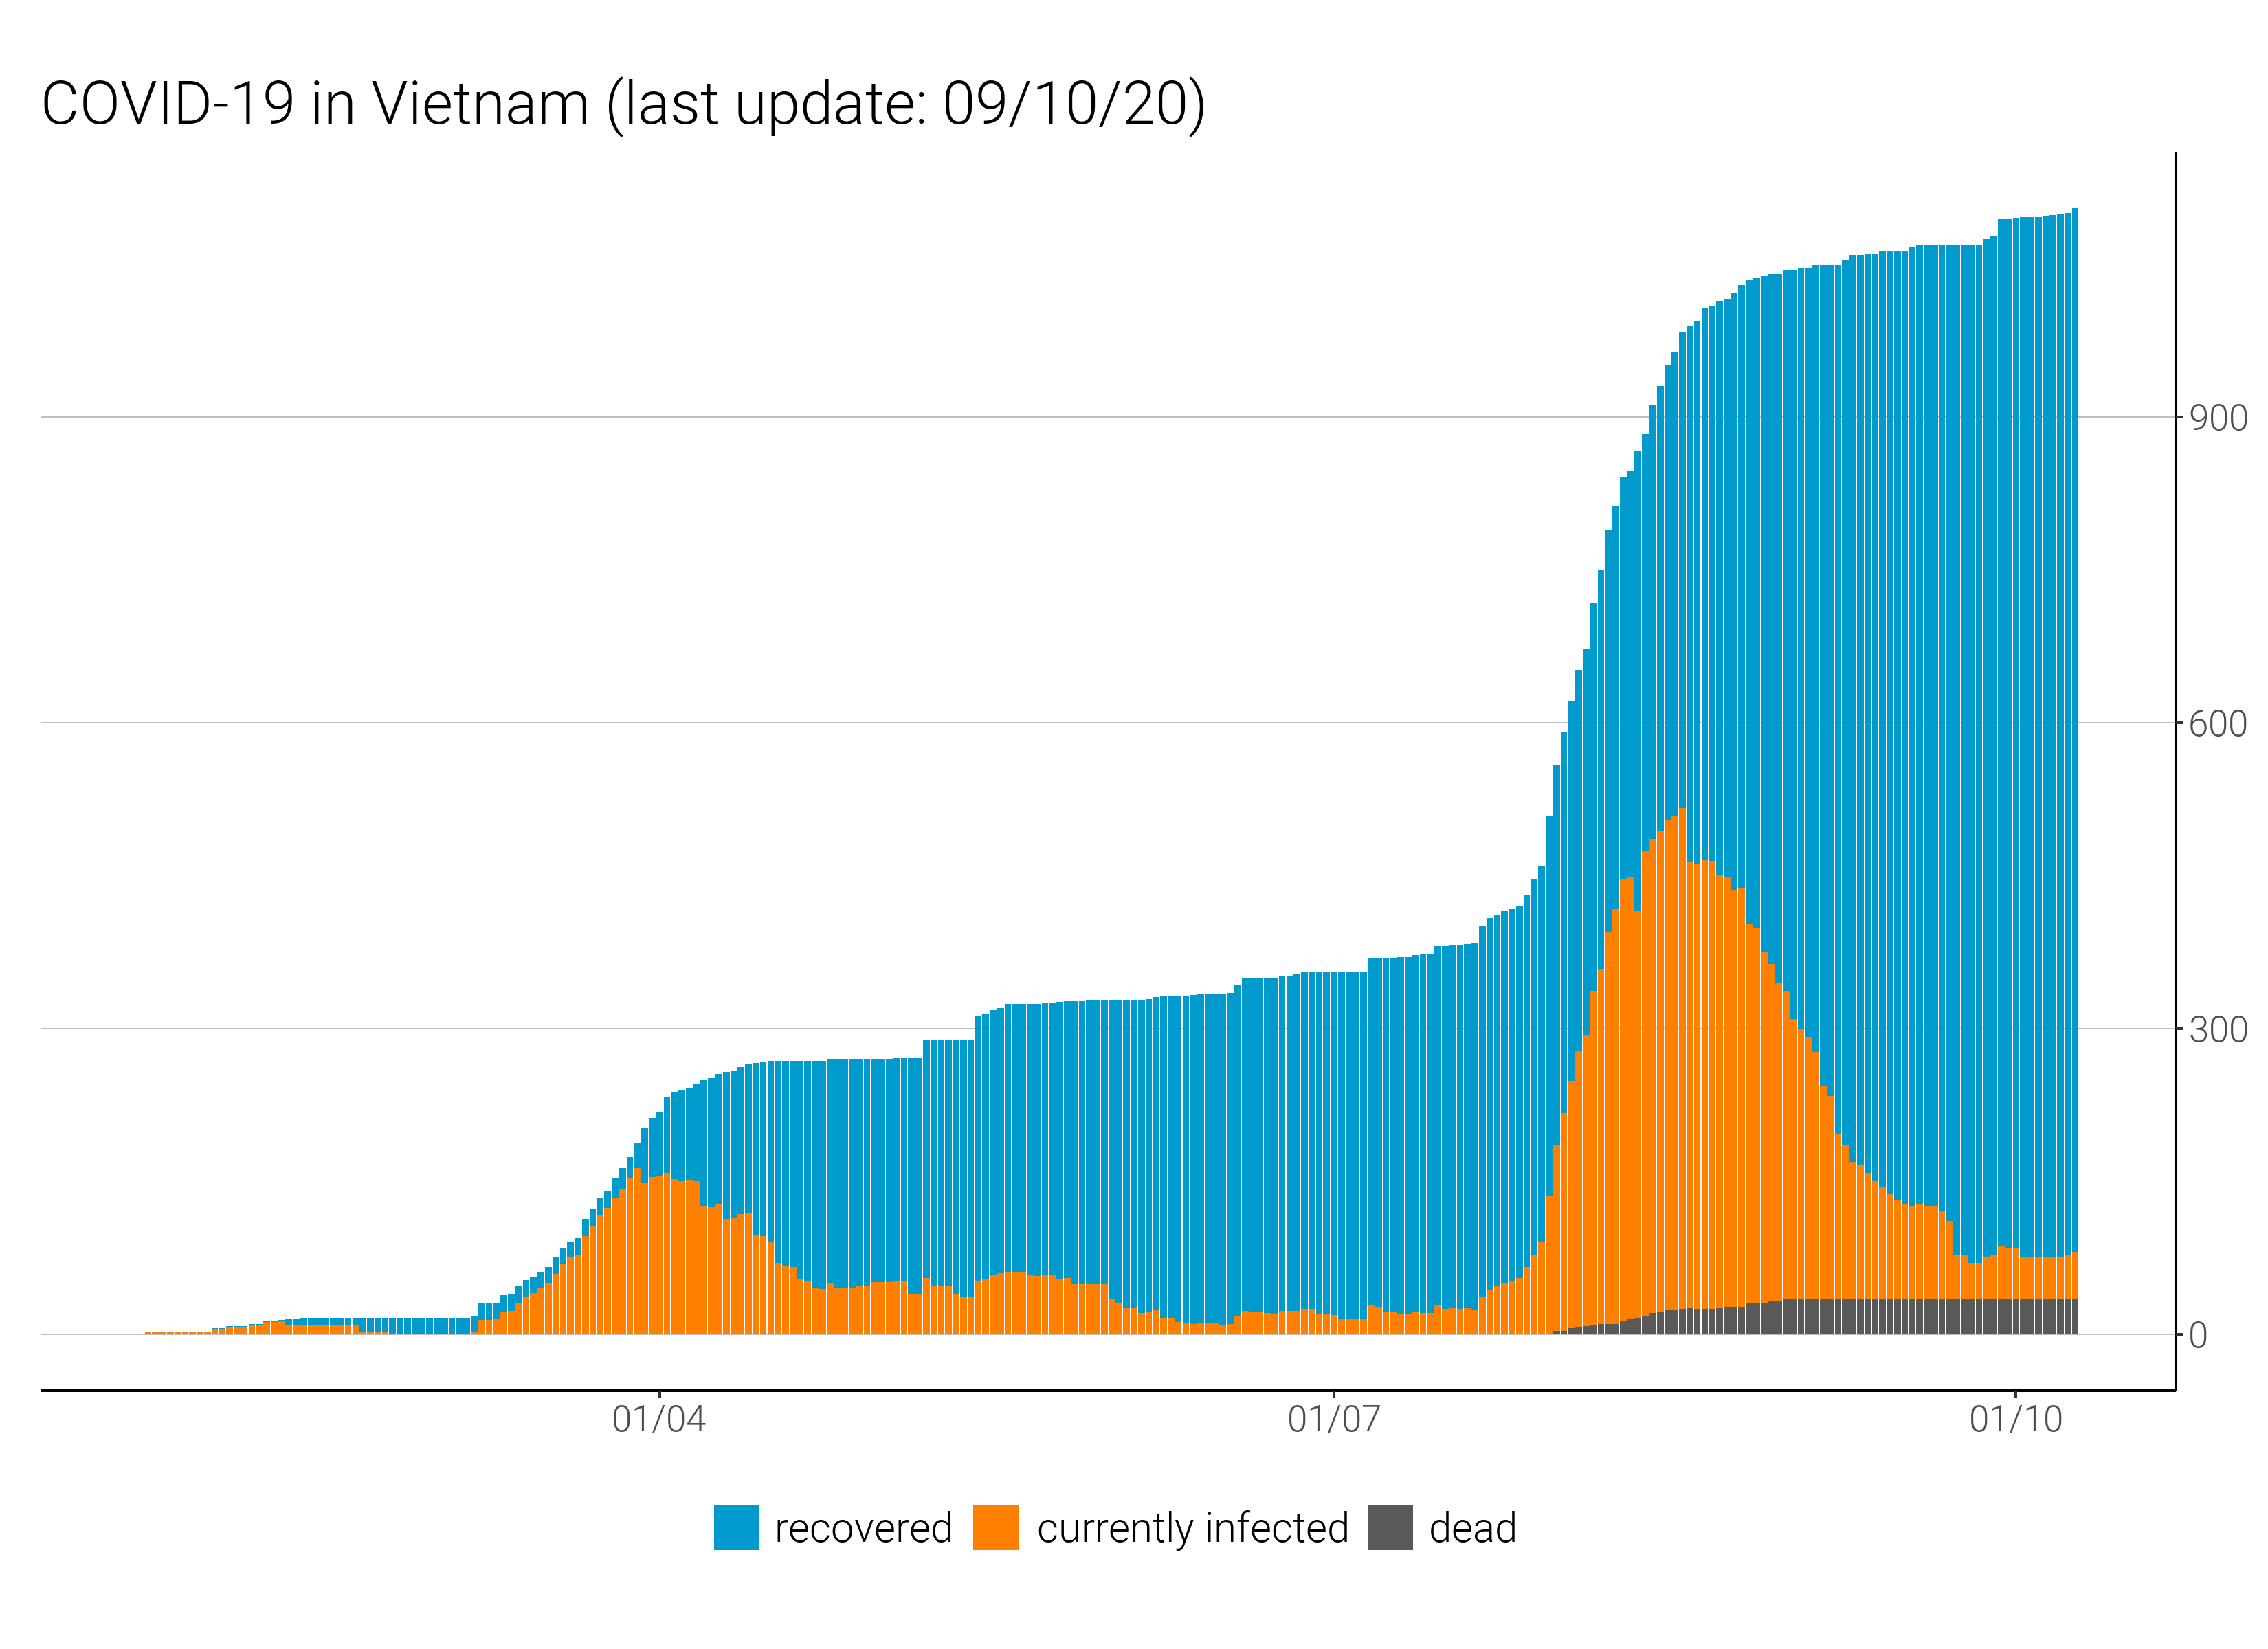 COVID-19 in Vietnam (last update: 09/10/20)
900
600
300
0
01/04 01/07 01/10
recovered currently infected dead